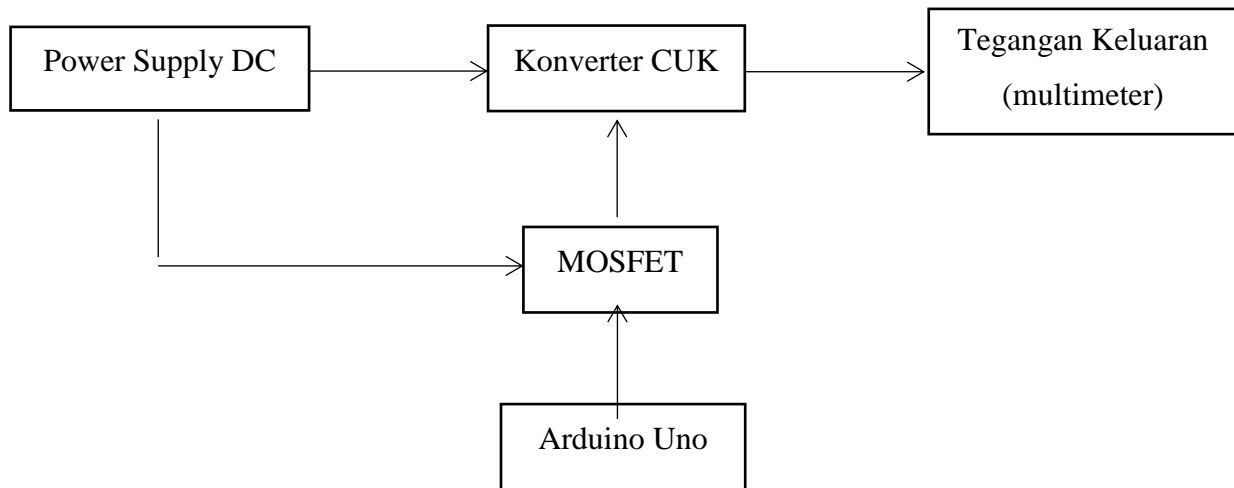 Power Supply DC
Konverter CUK
Tegangan Keluaran
(multimeter)
MOSFET
Arduino Uno